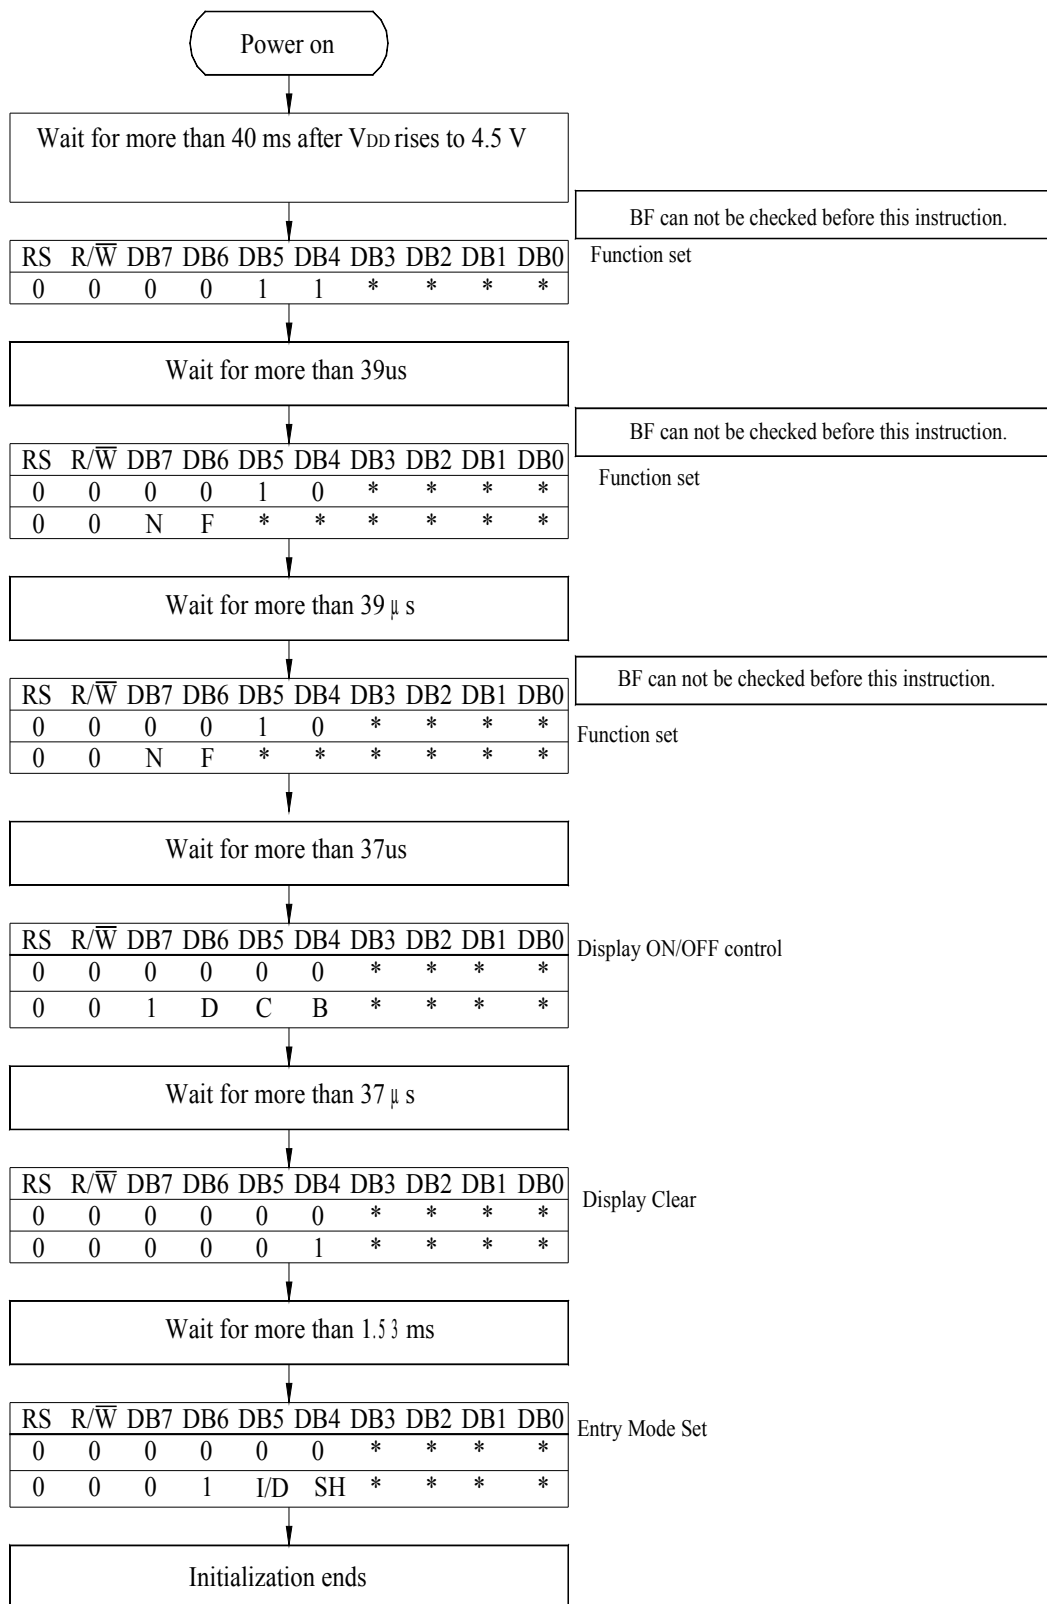 Power on
Wait for more than 40 ms after VDD rises to 4.5 V
BF can not be checked before this instruction.
RS R/W̅ DB7 DB6 DB5 DB4 DB3 DB2 DB1 DB0
Function set
0 0 0 0 1 1 * * * *
Wait for more than 39us
BF can not be checked before this instruction.
RS R/W̅ DB7 DB6 DB5 DB4 DB3 DB2 DB1 DB0
Function set
0 0 0 0 1 0 * * * *
0 0 N F * * * * * *
Wait for more than 39 μ s
BF can not be checked before this instruction.
RS R/W̅ DB7 DB6 DB5 DB4 DB3 DB2 DB1 DB0
0 0 0 0 1 0 * * * *
Function set
0 0 N F * * * * * *
Wait for more than 37us
RS R/W̅ DB7 DB6 DB5 DB4 DB3 DB2 DB1 DB0
Display ON/OFF control
0 0 0 0 0 0 * * * *
0 0 1 D C B * * * *
Wait for more than 37 μ s
RS R/W̅ DB7 DB6 DB5 DB4 DB3 DB2 DB1 DB0
Display Clear
0 0 0 0 0 0 * * * *
0 0 0 0 0 1 * * * *
Wait for more than 1.53 ms
RS R/W̅ DB7 DB6 DB5 DB4 DB3 DB2 DB1 DB0
Entry Mode Set
0 0 0 0 0 0 * * * *
0 0 0 1 I/D SH * * * *
Initialization ends